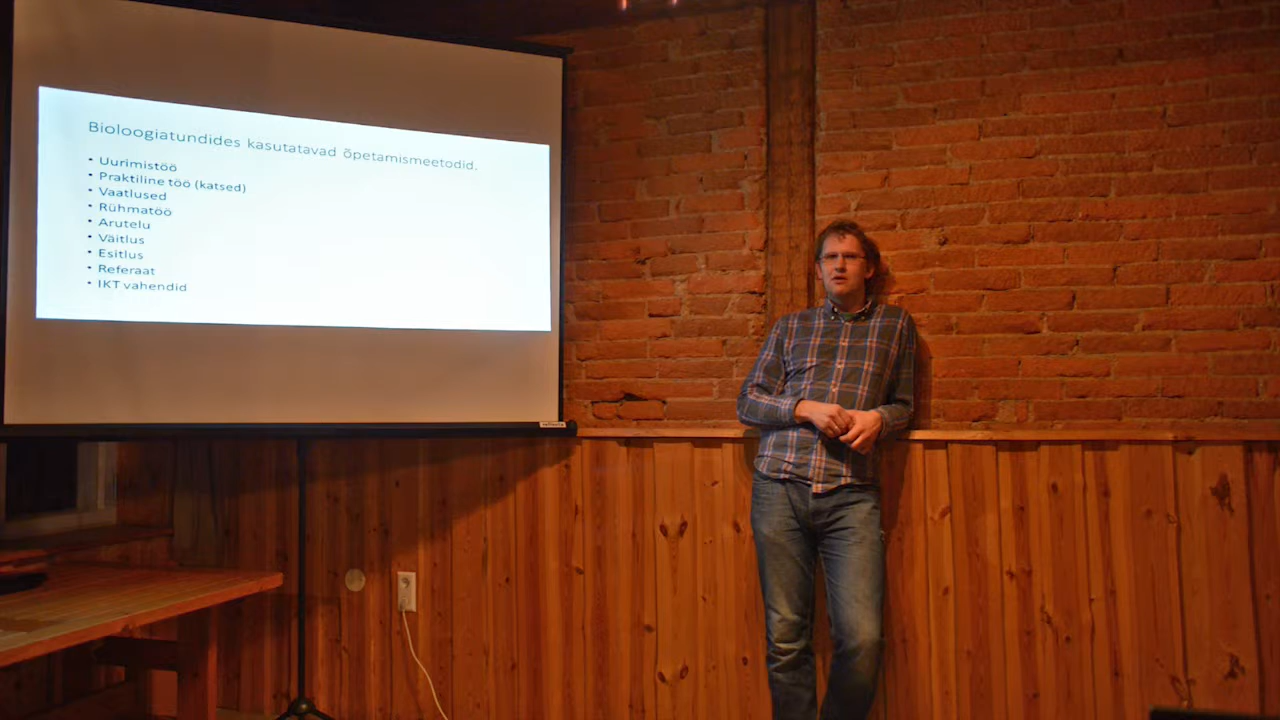 Bioloogiatundides kasutatavad õpetamismeetodid.
• Uurimistöö
• Praktiline töö (katsed)
• Vaatlused
• Rühmatöö
• Arutelu
• Väitlus
• Esitlus
• Referaat
• IKT vahendid